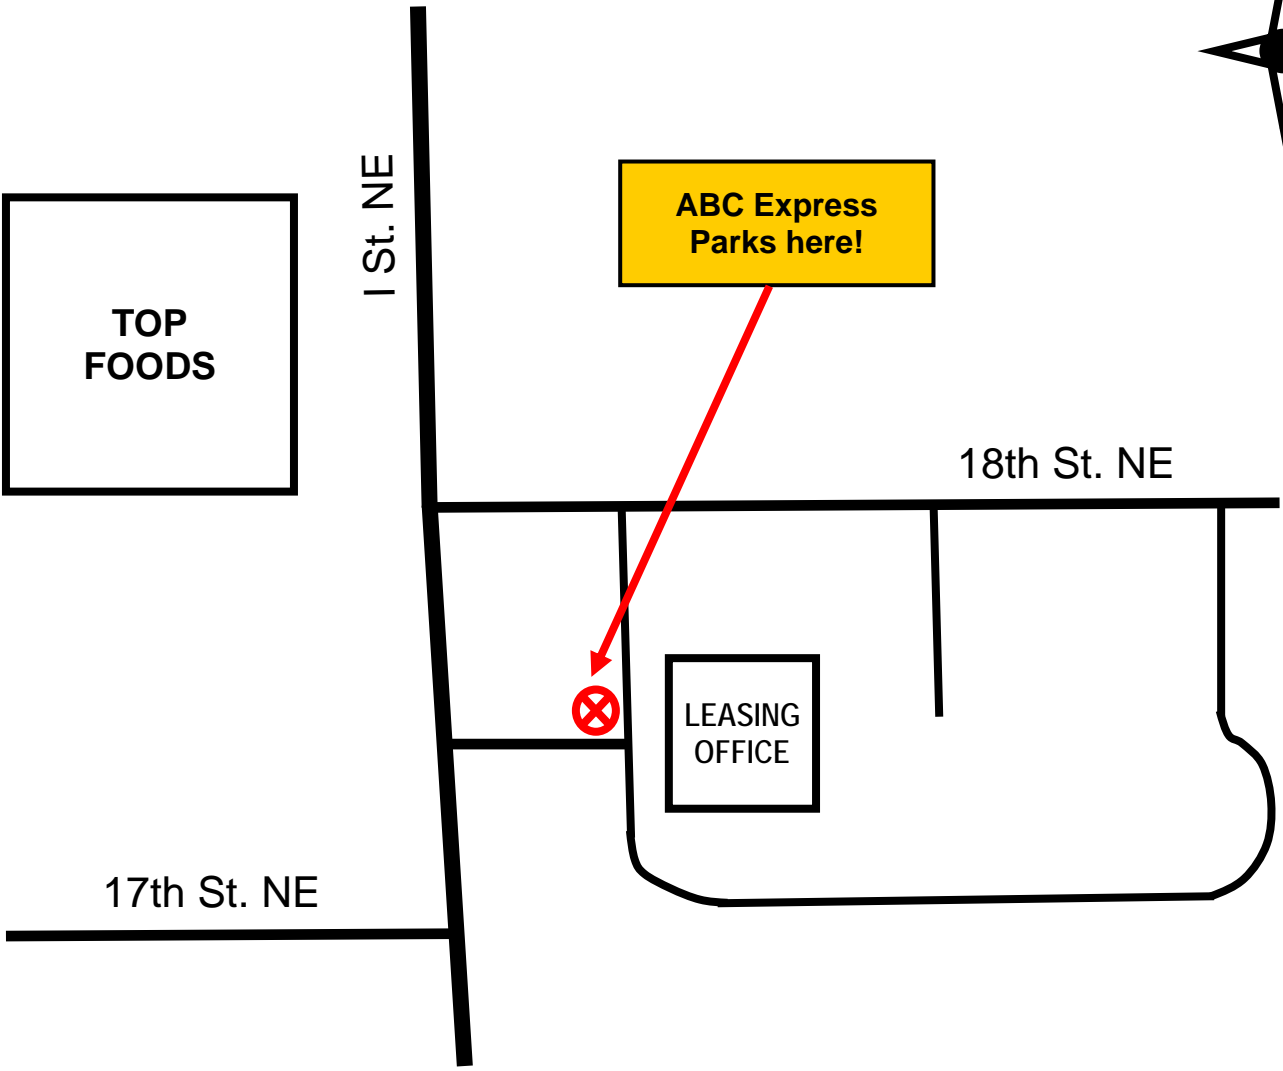 I St. NE
ABC Express
Parks here!
TOP
FOODS
18th St. NE
LEASING
OFFICE
17th St. NE